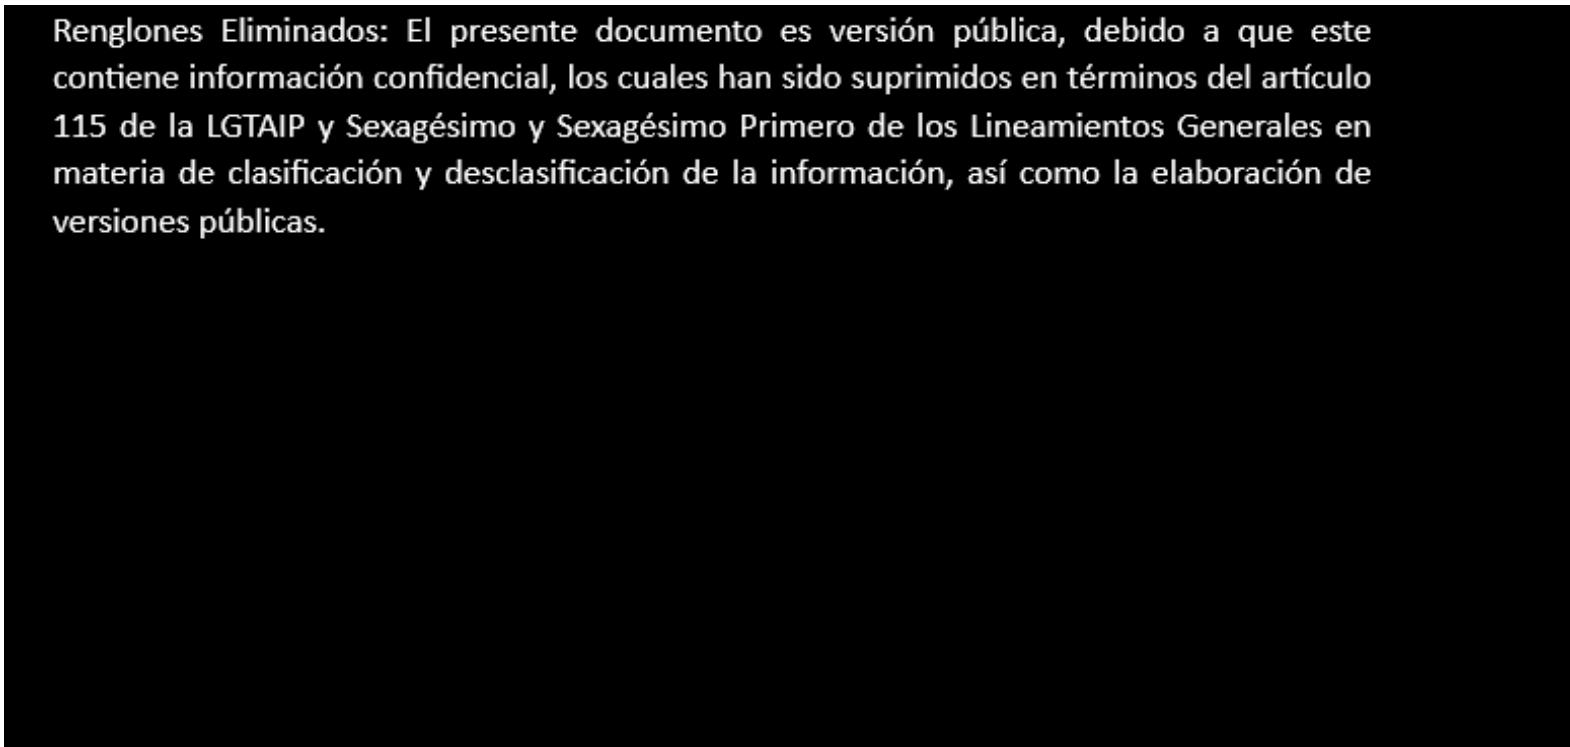 Renglones Eliminados: El presente documento es versión pública, debido a que este
contiene información confidencial, los cuales han sido suprimidos en términos del artículo
115 de la LGTAIP y Sexagésimo y Sexagésimo Primero de los Lineamientos Generales en
materia de clasificación y desclasificación de la información, así como la elaboración de
versiones públicas.